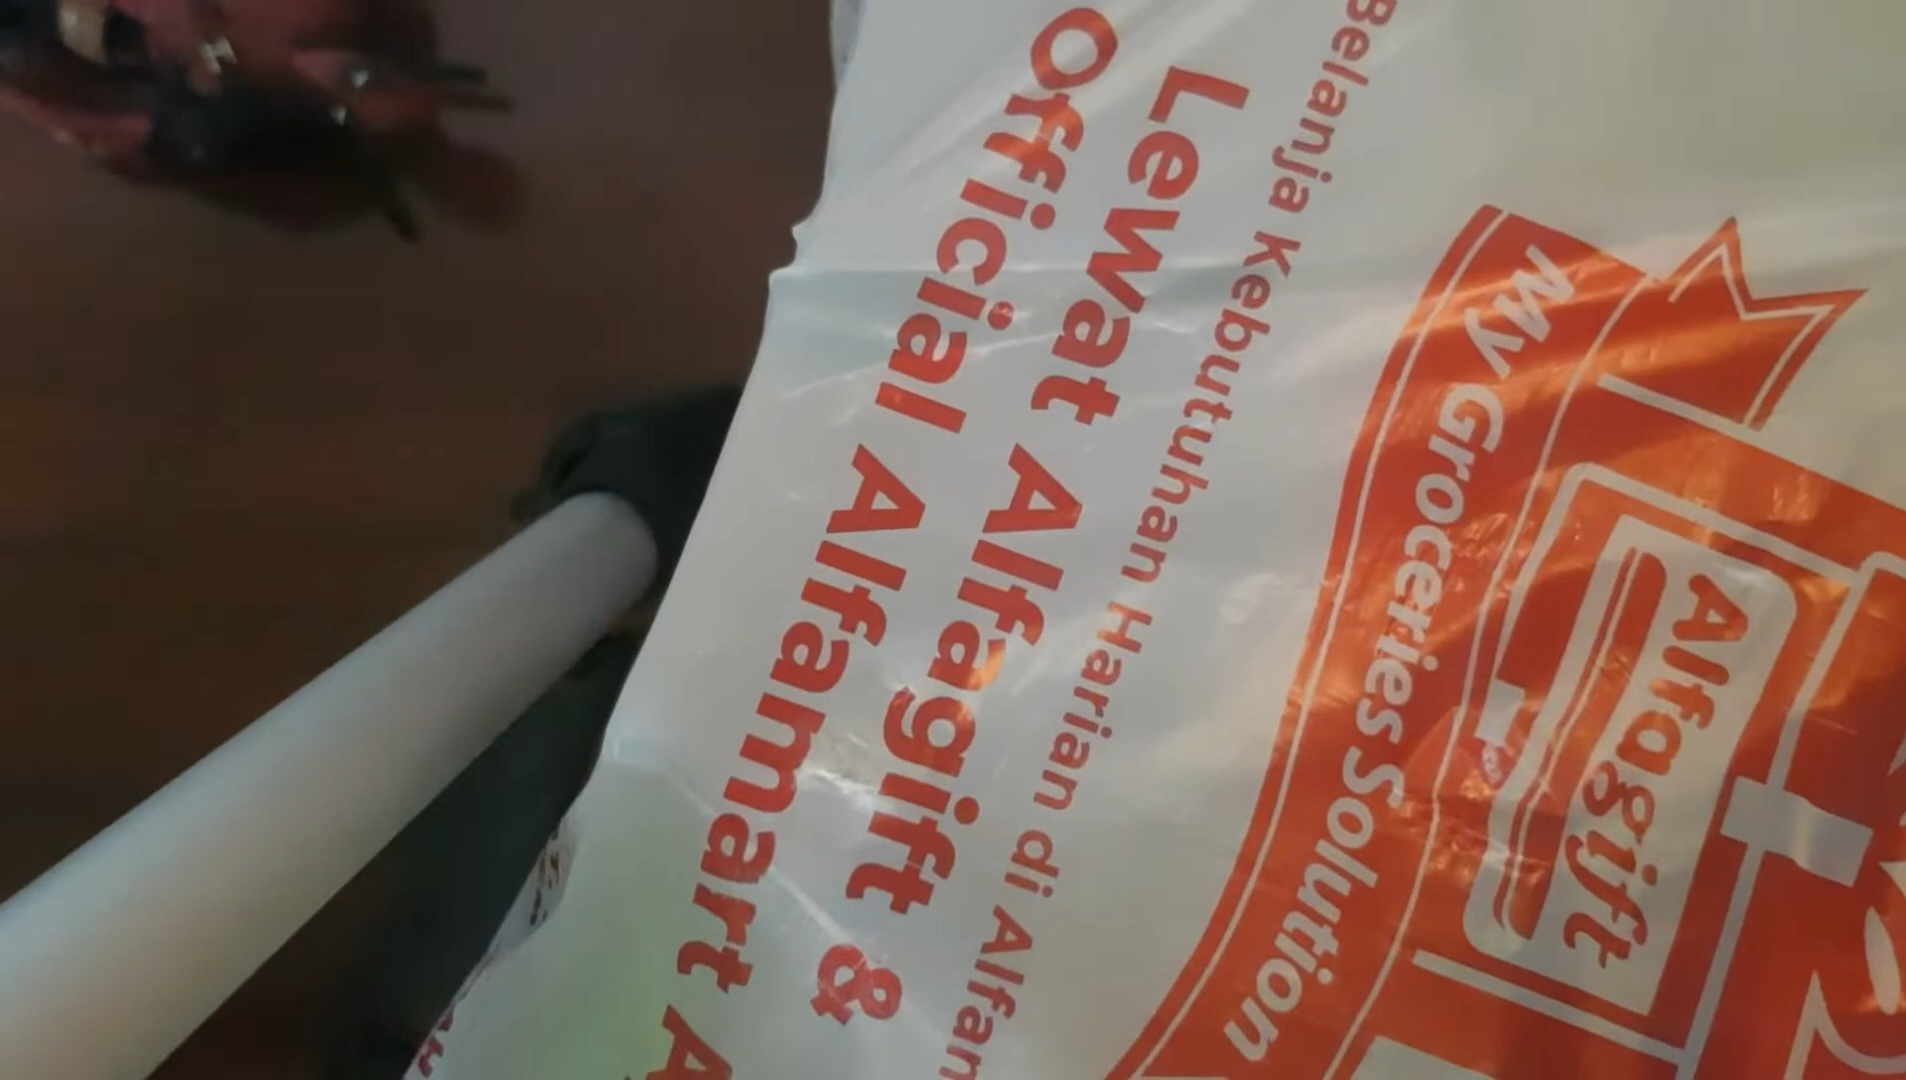 My Groceries Solution
Alfagift
Belanja Kebutuhan Harian di Alfam
Lewat Alfagift &
Official Alfamart A